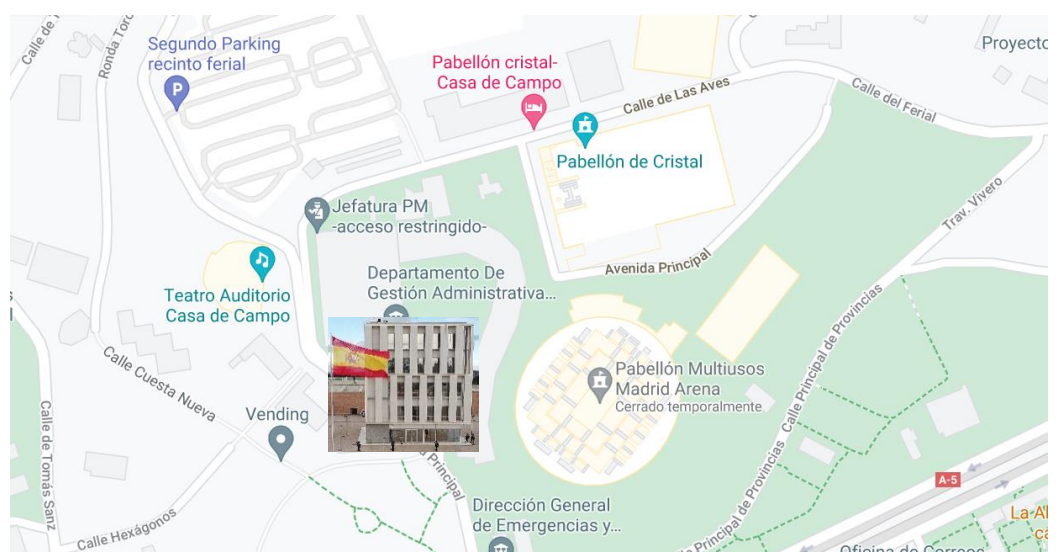 Calle de
Ronda Toro
Segundo Parking
recinto ferial
P
Pabellón cristal-
Casa de Campo
Calle de Las Aves
Calle del Ferial
Proyecto
Pabellón de Cristal
Trav. Vivero
Jefatura PM
-acceso restringido-
Avenida Principal
Departamento De
Gestión Administrativa...
Teatro Auditorio
Casa de Campo
Calle Principal de Provincias
Pabellón Multiusos
Madrid Arena
Cerrado temporalmente
Calle Cuesta Nueva
Vending
Calle de Tomás Sanz
Principal
A-5
Dirección General
de Emergencias y...
Calle Hexágonos
e Principal de Provincias
La Al
cá
Oficina de Correos